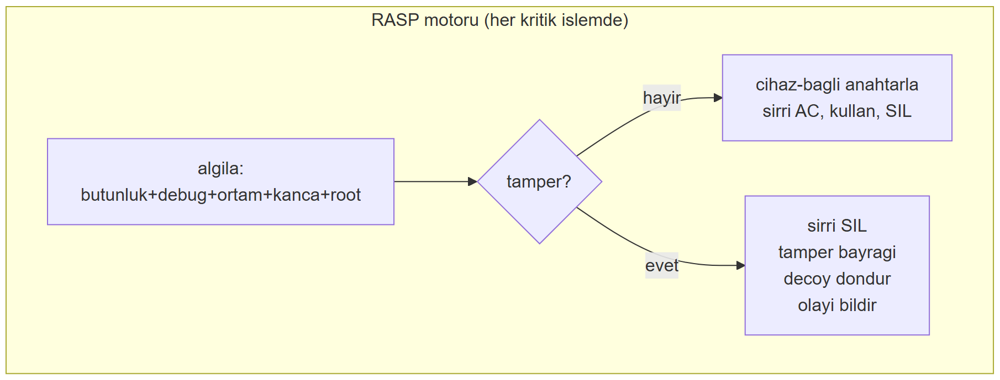 RASP motoru (her kritik islemde)
algila:
butunluk+debug+ortam+kanca+root
tamper?
hayir
cihaz-bagli anahtarla
sirri AC, kullan, SIL
evet
sirri SIL
tamper bayragi
decoy dondur
olayi bildir